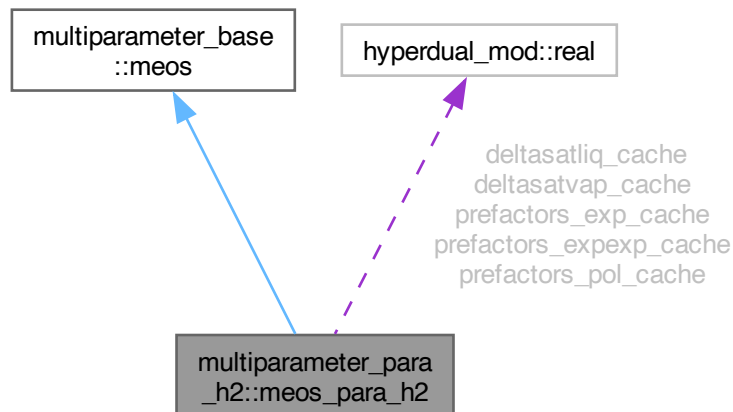 multiparameter_base
::meos
hyperdual_mod::real
deltasatliq_cache
deltasatvap_cache
prefactors_exp_cache
prefactors_expexp_cache
prefactors_pol_cache
multiparameter_para
_h2::meos_para_h2